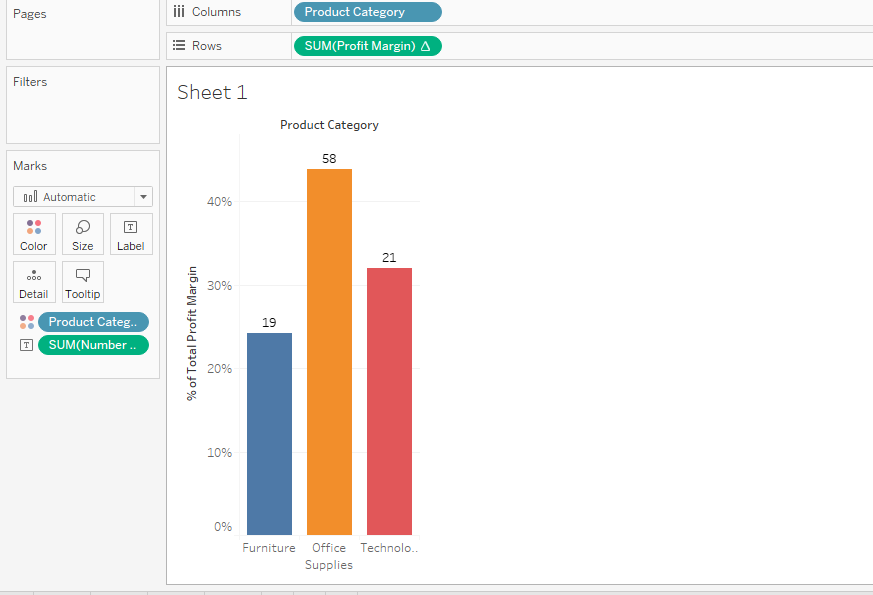 Pages
Columns
Product Category
Rows
SUM(Profit Margin) Δ
Filters
Marks
Automatic
Color
Size
Label
Detail
Tooltip
Product Categ..
SUM(Number ..
Sheet 1
Product Category
% of Total Profit Margin
40%
30%
20%
10%
0%
19
58
21
Furniture
Office
Supplies
Technolo..